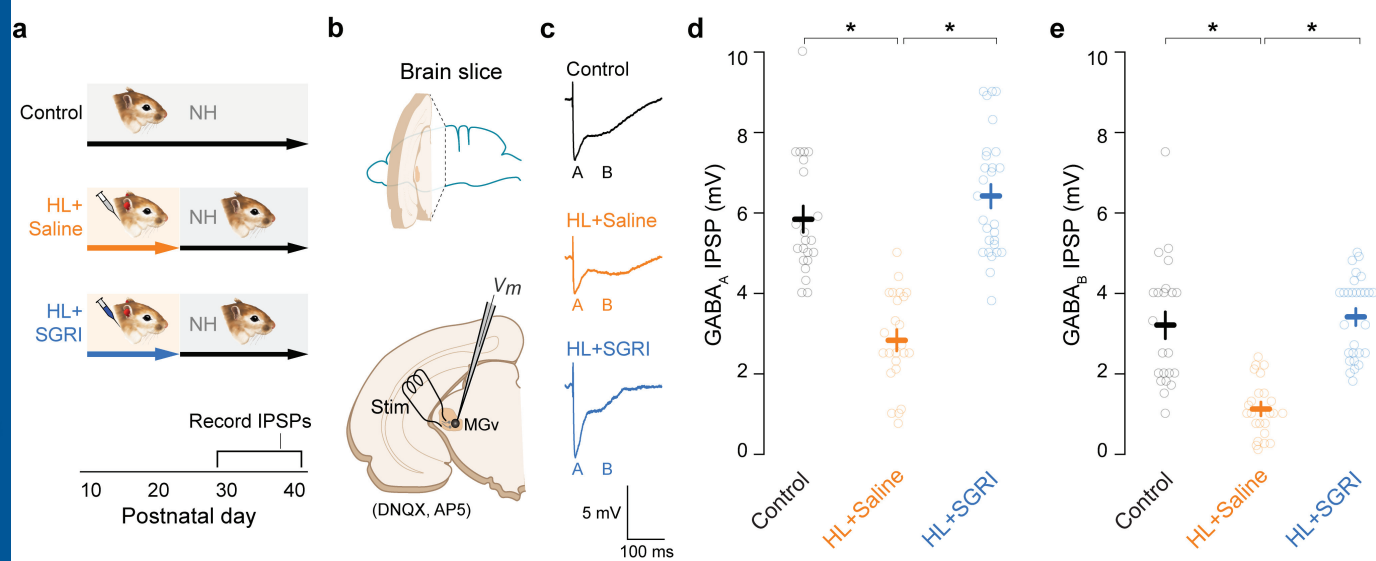 a
Control
NH
HL+
Saline
NH
HL+
SGRI
NH
Record IPSPs
10 20 30 40
Postnatal day
b
Brain slice
Vm
Stim
MGv
(DNQX, AP5)
c
Control
A B
HL+Saline
A B
HL+SGRI
A B
5 mV
100 ms
d
* *
GABAA IPSP (mV)
10
8
6
4
2
0
Control
HL+Saline
HL+SGRI
e
* *
GABAB IPSP (mV)
10
8
6
4
2
0
Control
HL+Saline
HL+SGRI